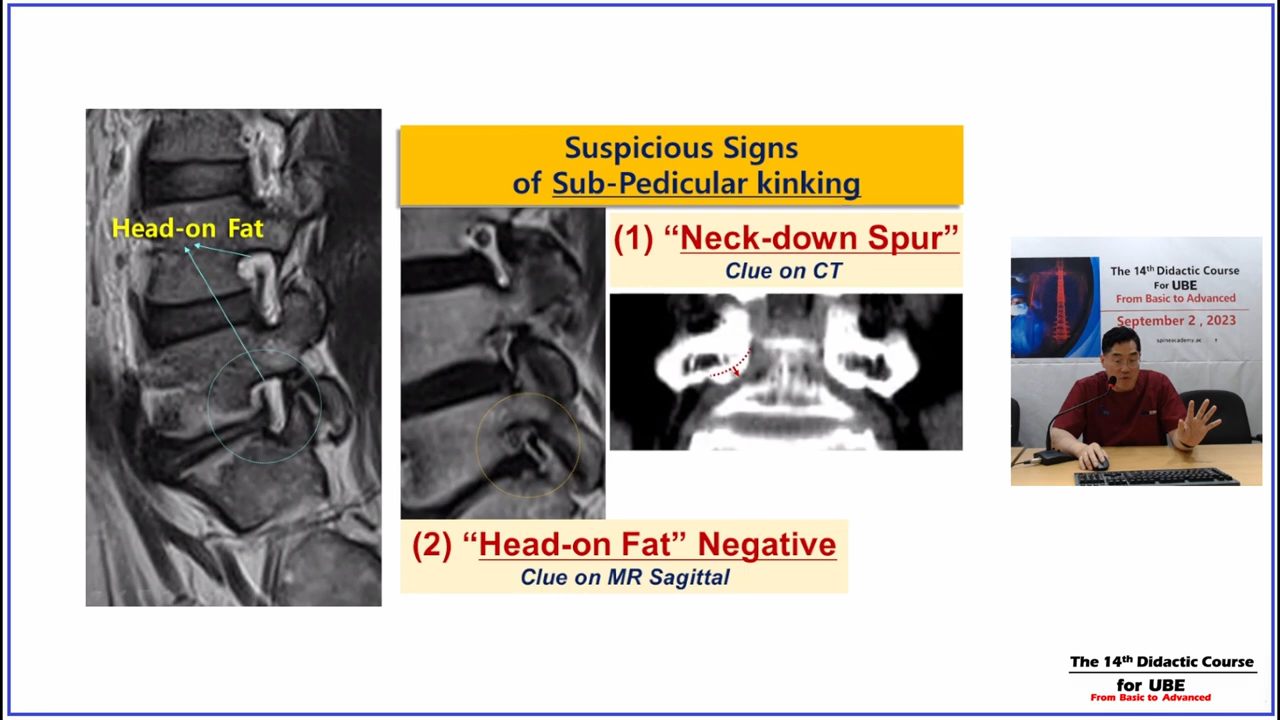 Suspicious Signs
of Sub-Pedicular kinking
Head-on Fat
(1) “Neck-down Spur”
Clue on CT
(2) “Head-on Fat” Negative
Clue on MR Sagittal
The 14th Didactic Course
For UBE
From Basic to Advanced
September 2 , 2023
spineacademy.ac
The 14th Didactic Course
for UBE
From Basic to Advanced